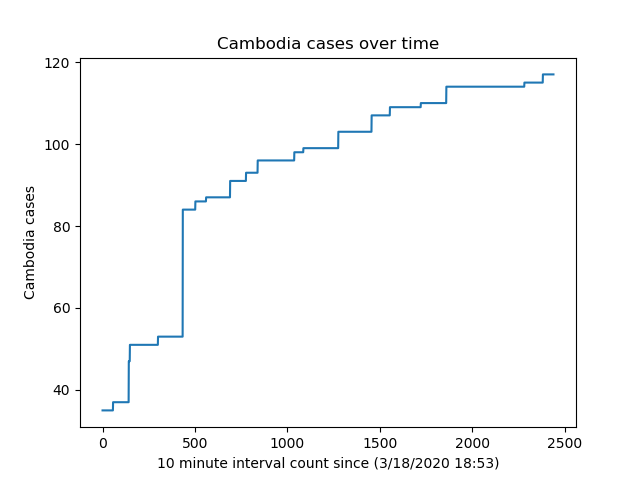 Cambodia cases over time
120
100
80
60
40
Cambodia cases
0 500 1000 1500 2000 2500
10 minute interval count since (3/18/2020 18:53)